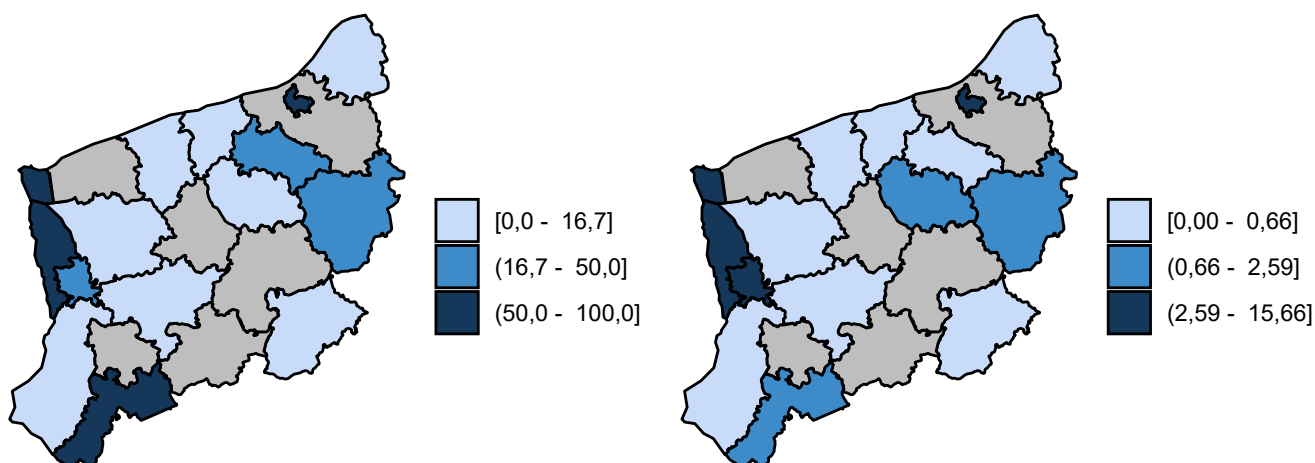 [0,0 - 16,7]
(16,7 - 50,0]
(50,0 - 100,0]
[0,00 - 0,66]
(0,66 - 2,59]
(2,59 - 15,66]